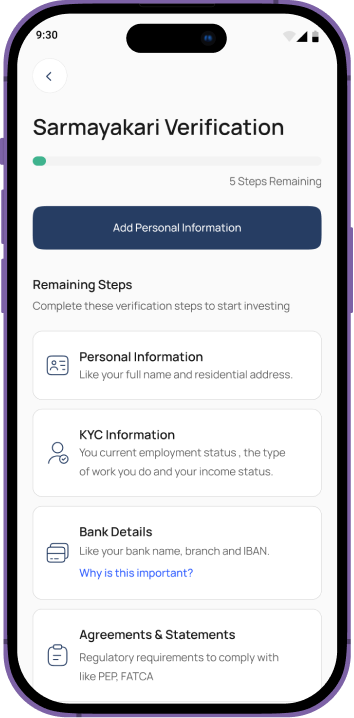 9:30
Sarmayakari Verification
5 Steps Remaining
Add Personal Information
Remaining Steps
Complete these verification steps to start investing
Personal Information
Like your full name and residential address.
KYC Information
You current employment status , the type
of work you do and your income status.
Bank Details
Like your bank name, branch and IBAN.
Why is this important?
Agreements & Statements
Regulatory requirements to comply with
like PEP, FATCA